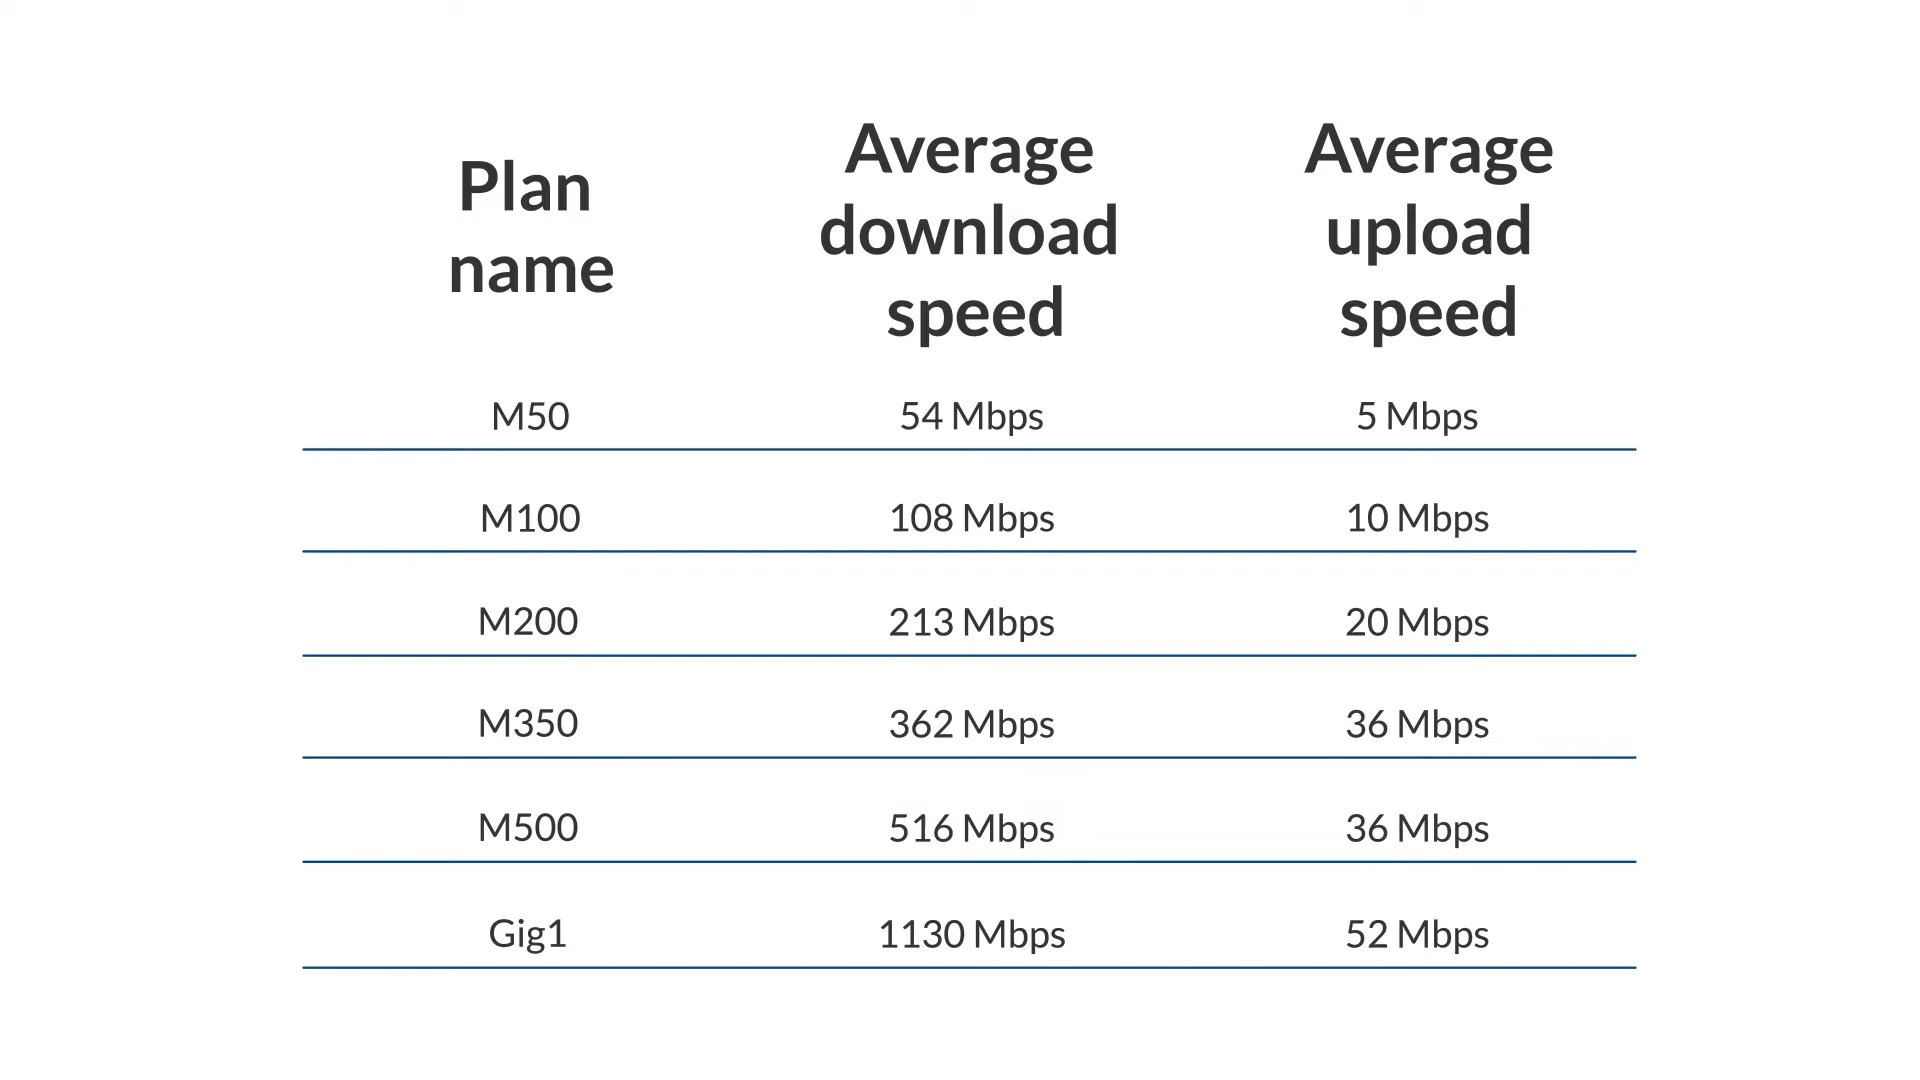 Plan
name
Average
download
speed
Average
upload
speed
M50 54 Mbps 5 Mbps
M100 108 Mbps 10 Mbps
M200 213 Mbps 20 Mbps
M350 362 Mbps 36 Mbps
M500 516 Mbps 36 Mbps
Gig1 1130 Mbps 52 Mbps